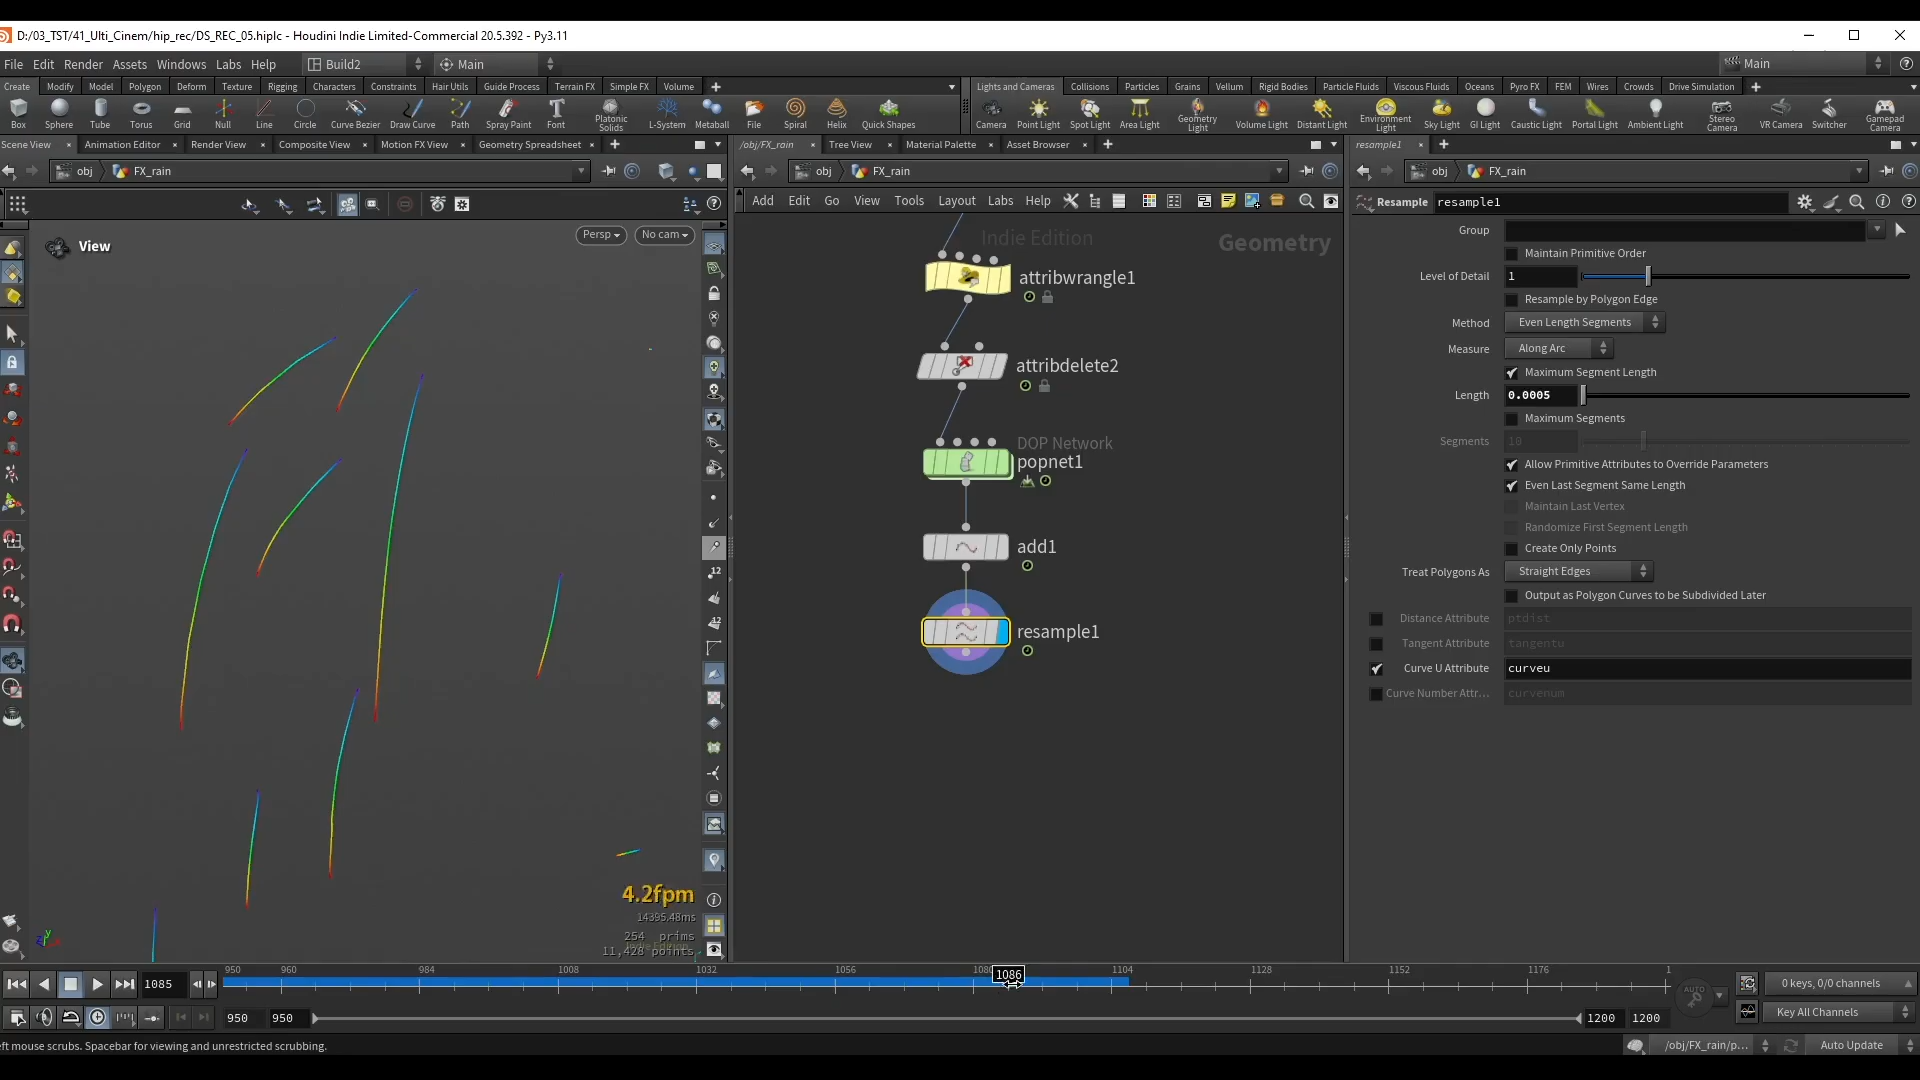 D:/03_TST/41_Ulti_Cinem/hip_rec/DS_REC_05.hiplc - Houdini Indie Limited-Commercial 20.5.392 - Py3.11
File Edit Render Assets Windows Labs Help Build2 Main Main
Create Modify Model Polygon Deform Texture Rigging Characters Constraints Hair Utils Guide Process Terrain FX Simple FX Volume
Lights and Cameras Collisions Particles Grains Vellum Rigid Bodies Particle Fluids Viscous Fluids Oceans Pyro FX FEM Wires Crowds Drive Simulation
Box Sphere Tube Torus Grid Null Line Circle Curve Bezier Draw Curve Path Spray Paint Font Platonic Solids L-System Metaball File Spiral Helix Quick Shapes
Camera Point Light Spot Light Area Light Geometry Light Volume Light Distant Light Environment Light Sky Light GI Light Caustic Light Portal Light Ambient Light Stereo Camera VR Camera Switcher Gamepad Camera
Scene View Animation Editor Render View Composite View Motion FX View Geometry Spreadsheet
/obj/FX_rain Tree View Material Palette Asset Browser
resample1
obj FX_rain
obj FX_rain
obj FX_rain
Add Edit Go View Tools Layout Labs Help
Resample resample1
View
Persp No cam
Indie Edition
Geometry
attribwrangle1
attribdelete2
DOP Network
popnet1
add1
resample1
12
12
4.2fpm
14395.48ms
254 prims
Indie Edition
11,428 points
y
z x
Group
Maintain Primitive Order
Level of Detail 1
Resample by Polygon Edge
Method Even Length Segments
Measure Along Arc
Maximum Segment Length
Length 0.0005
Maximum Segments
Segments 10
Allow Primitive Attributes to Override Parameters
Even Last Segment Same Length
Maintain Last Vertex
Randomize First Segment Length
Create Only Points
Treat Polygons As Straight Edges
Output as Polygon Curves to be Subdivided Later
Distance Attribute ptdist
Tangent Attribute tangentu
Curve U Attribute curveu
Curve Number Attr... curvenum
950 960 984 1008 1032 1056 1080 1104 1128 1152 1176 1
1086
1085
AUTO
0 keys, 0/0 channels
950 950 1200 1200
Key All Channels
ft mouse scrubs. Spacebar for viewing and unrestricted scrubbing.
/obj/FX_rain/p... Auto Update